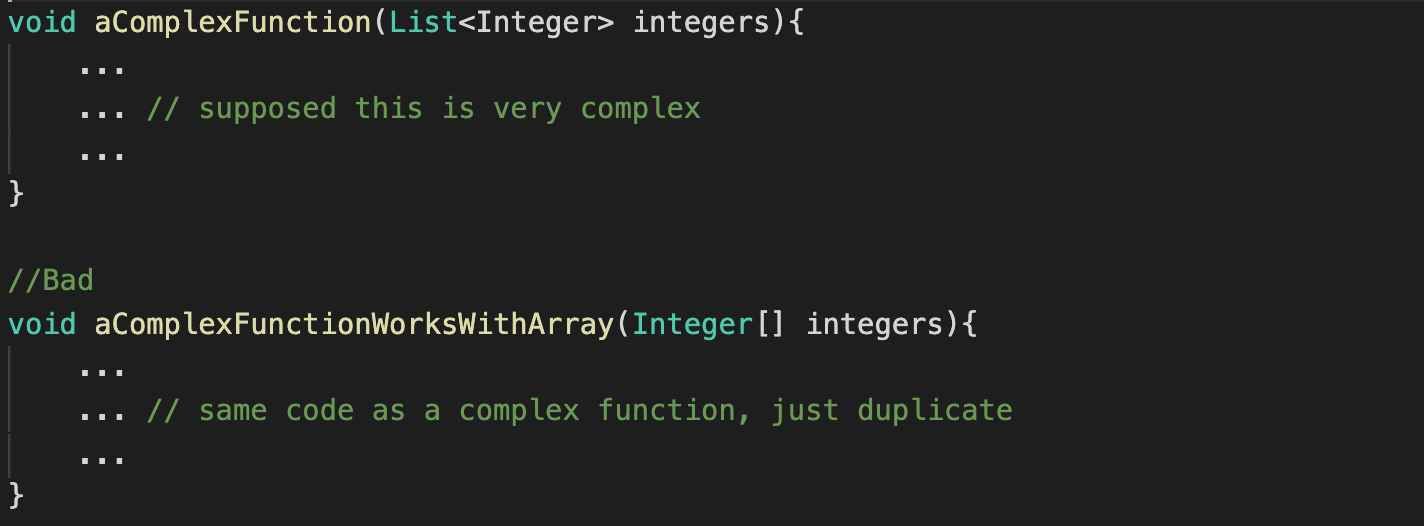 void aComplexFunction(List<Integer> integers){
    ...
    ... // supposed this is very complex
    ...
}
//Bad
void aComplexFunctionWorksWithArray(Integer[] integers){
    ...
    ... // same code as a complex function, just duplicate
    ...
}